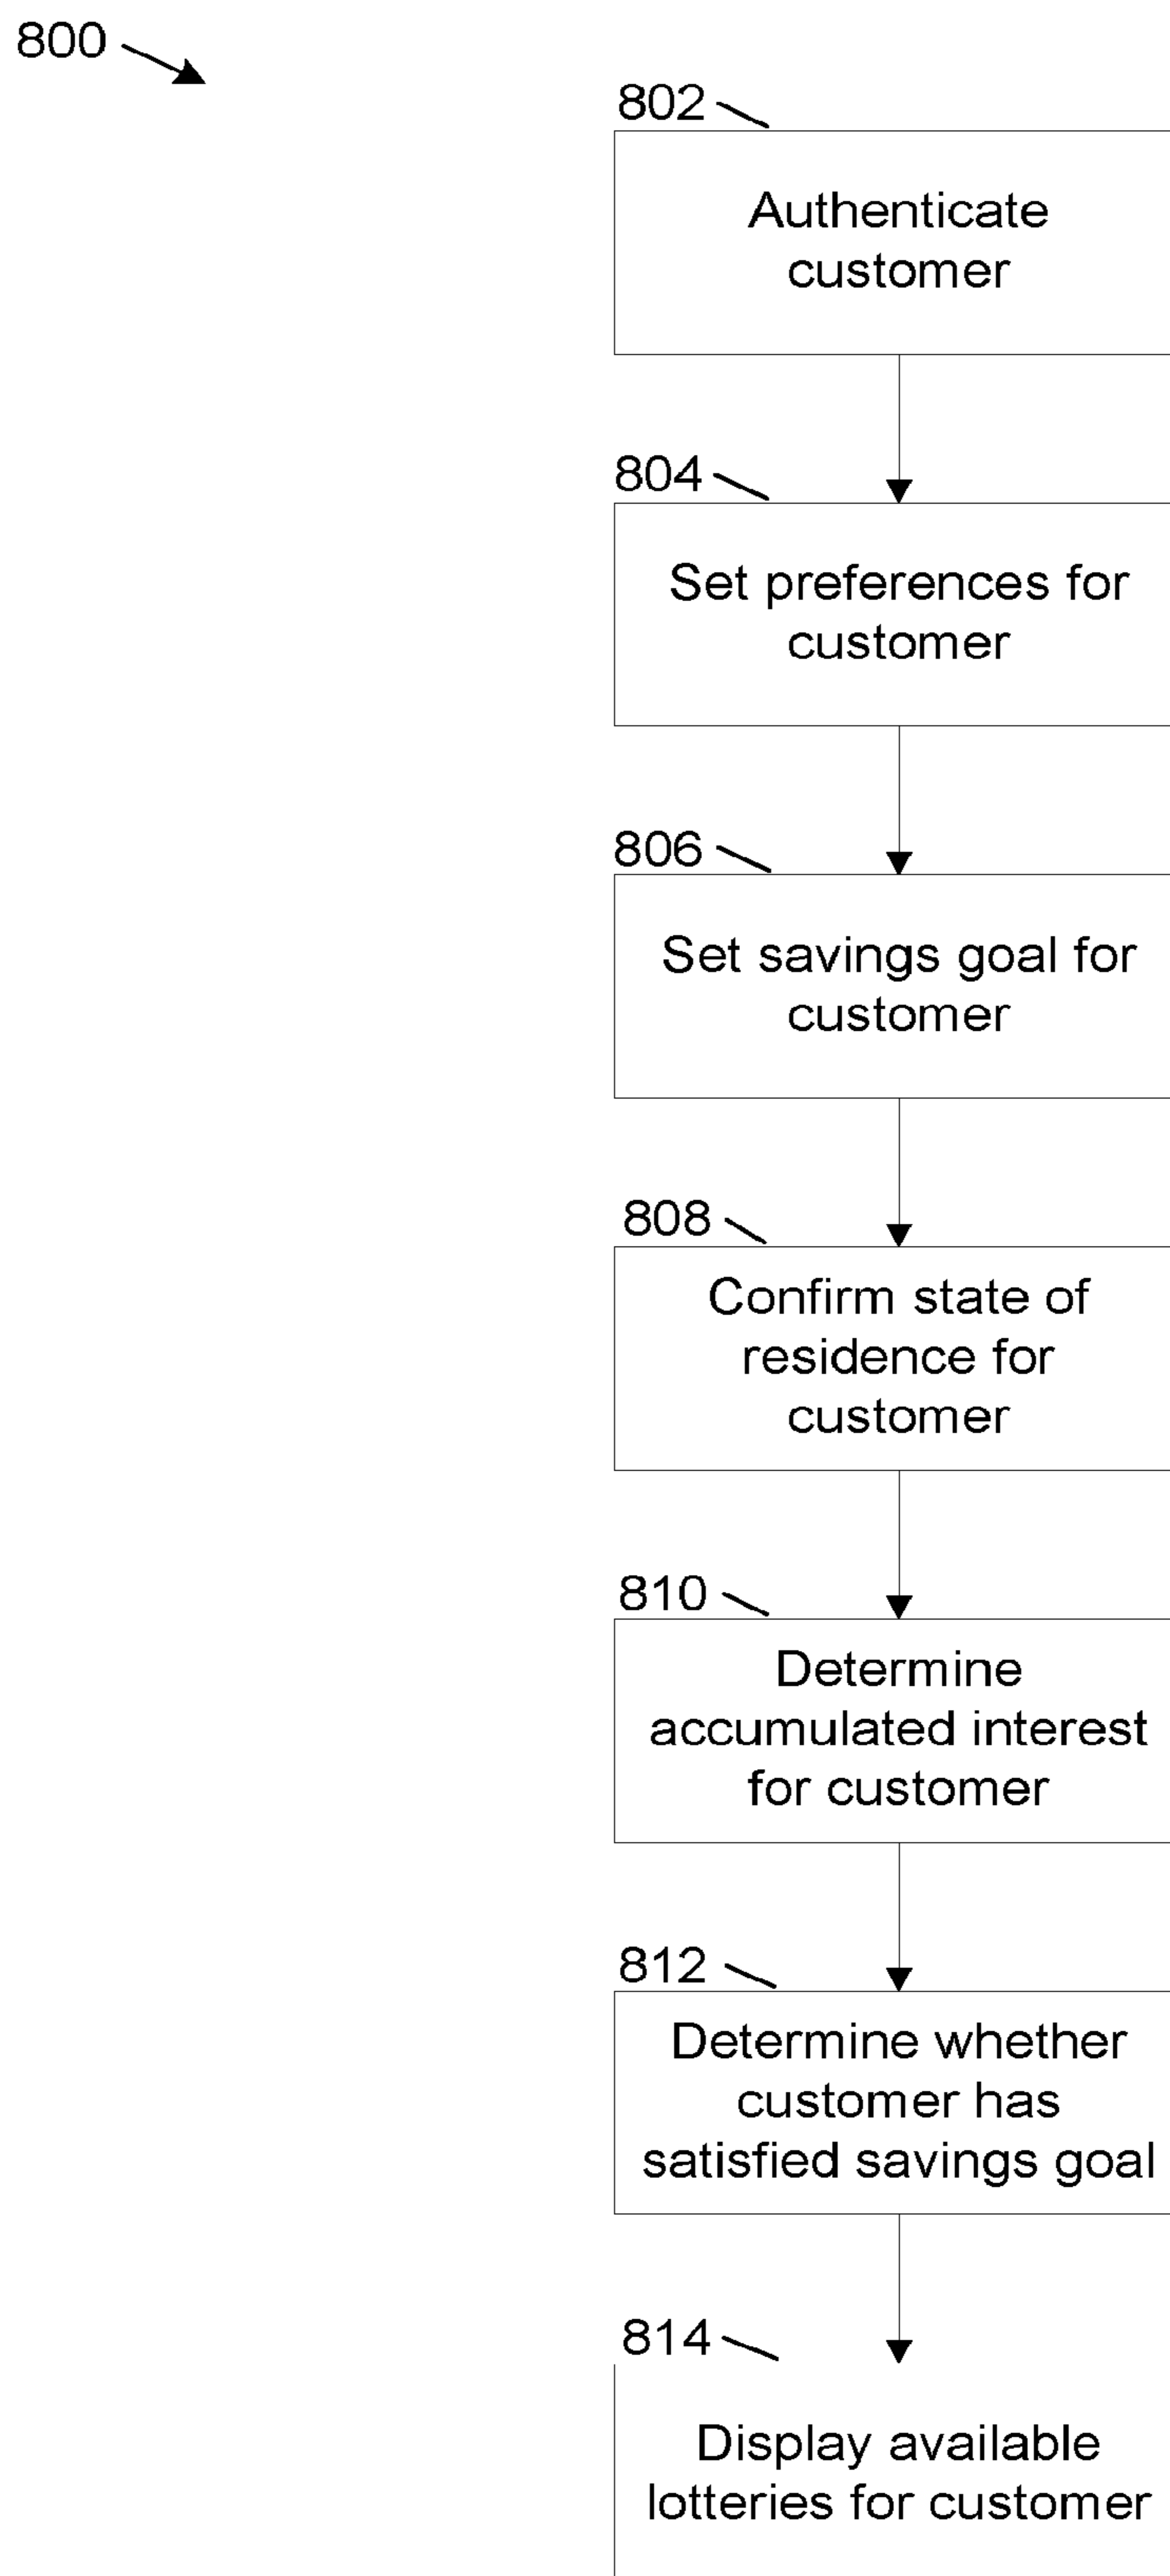 800
802
Authenticate
customer
804
Set preferences for
customer
806
Set savings goal for
customer
808
Confirm state of
residence for
customer
810
Determine
accumulated interest
for customer
812
Determine whether
customer has
satisfied savings goal
814
Display available
lotteries for customer